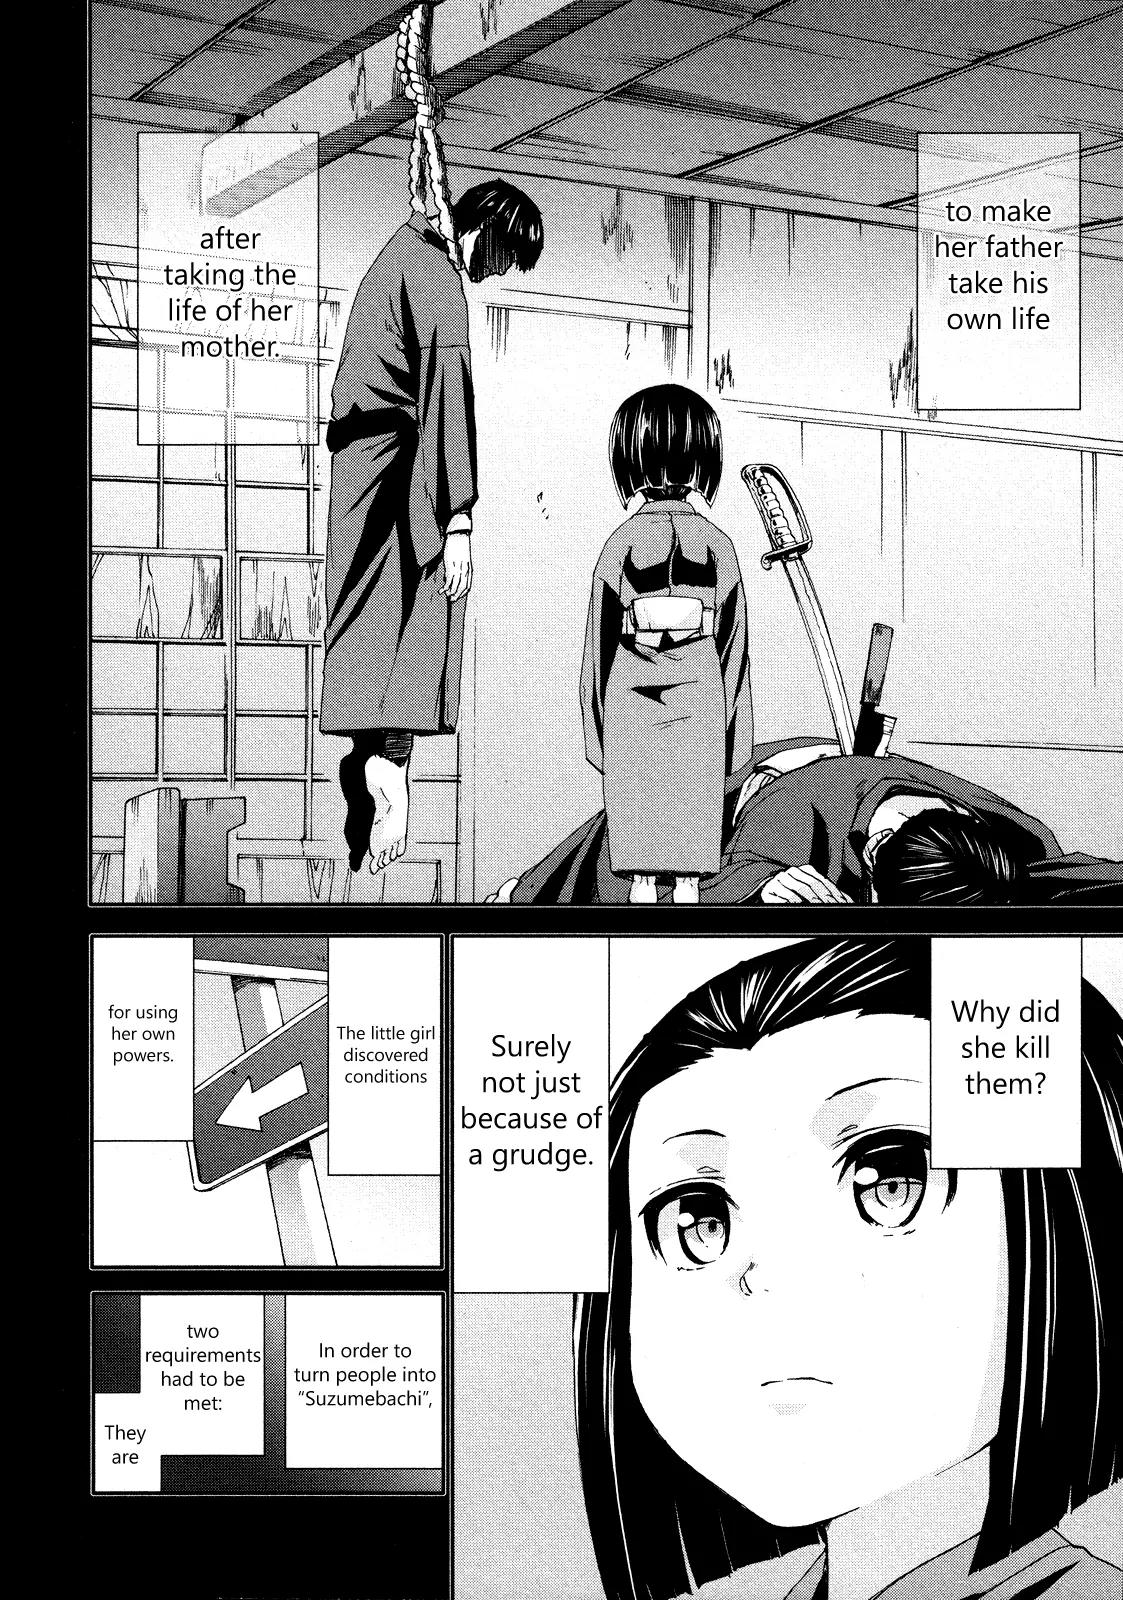 to make
her father
take his
own life
after
taking the
life of her
mother.
Why did
she kill
them?
Surely
not just
because of
a grudge.
The little girl
discovered
conditions
for using
her own
powers.
In order to
turn people into
“Suzumebachi”,
two
requirements
had to be
met:
They
are